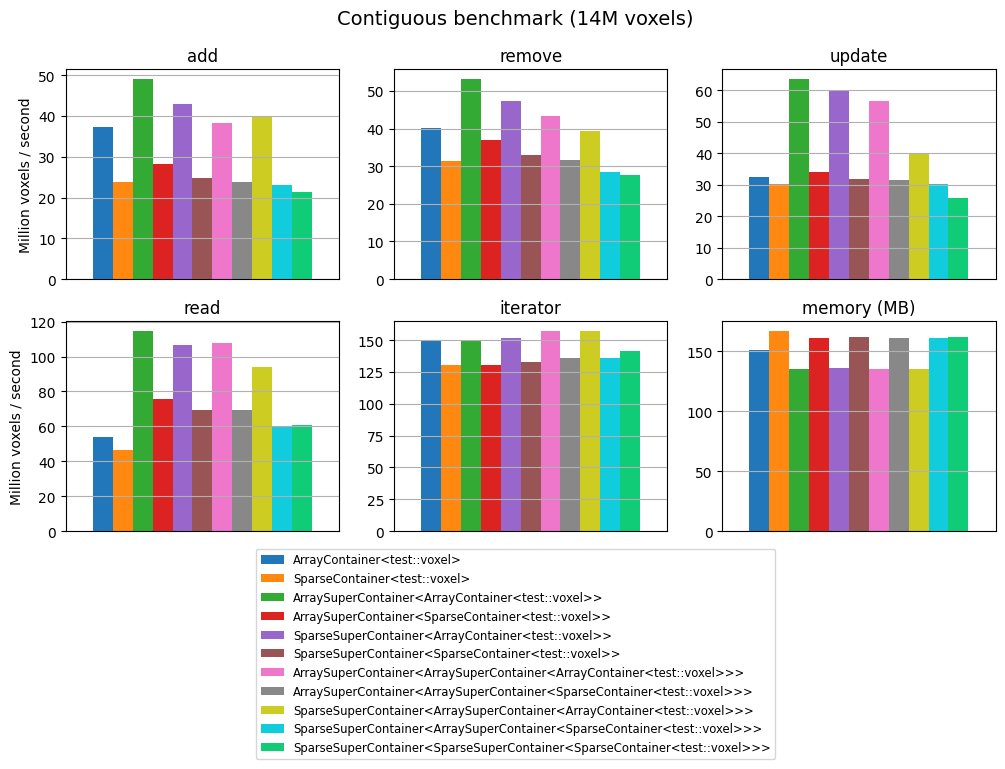 Contiguous benchmark (14M voxels)
add
remove
update
Million voxels / second
50
40
30
20
10
0
50
40
30
20
10
0
60
50
40
30
20
10
0
read
iterator
memory (MB)
Million voxels / second
120
100
80
60
40
20
0
150
125
100
75
50
25
0
150
100
50
0
ArrayContainer<test::voxel>
SparseContainer<test::voxel>
ArraySuperContainer<ArrayContainer<test::voxel>>
ArraySuperContainer<SparseContainer<test::voxel>>
SparseSuperContainer<ArrayContainer<test::voxel>>
SparseSuperContainer<SparseContainer<test::voxel>>
ArraySuperContainer<ArraySuperContainer<ArrayContainer<test::voxel>>>
ArraySuperContainer<ArraySuperContainer<SparseContainer<test::voxel>>>
SparseSuperContainer<ArraySuperContainer<ArrayContainer<test::voxel>>>
SparseSuperContainer<ArraySuperContainer<SparseContainer<test::voxel>>>
SparseSuperContainer<SparseSuperContainer<SparseContainer<test::voxel>>>